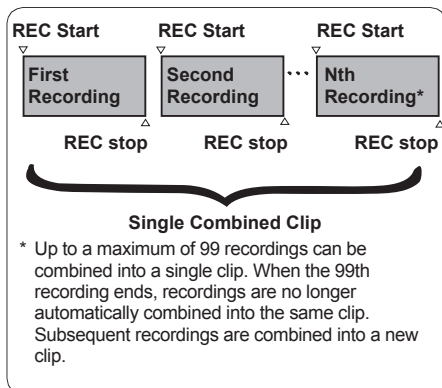 REC Start REC Start REC Start
First Recording
Second Recording
...
Nth Recording*
REC stop REC stop REC stop
Single Combined Clip
* Up to a maximum of 99 recordings can be
combined into a single clip. When the 99th
recording ends, recordings are no longer
automatically combined into the same clip.
Subsequent recordings are combined into a new
clip.